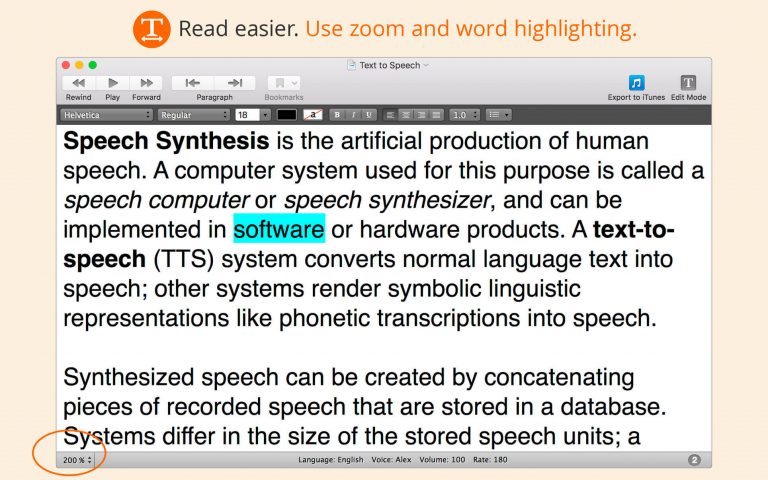 T Read easier. Use zoom and word highlighting.
Text to Speech
Rewind Play Forward Paragraph Bookmarks Export to iTunes T Edit Mode
Helvetica Regular 18 a B I U 1.0
Speech Synthesis is the artificial production of human
speech. A computer system used for this purpose is called a
speech computer or speech synthesizer, and can be
implemented in software or hardware products. A text-to-
speech (TTS) system converts normal language text into
speech; other systems render symbolic linguistic
representations like phonetic transcriptions into speech.
Synthesized speech can be created by concatenating
pieces of recorded speech that are stored in a database.
Systems differ in the size of the stored speech units; a
200 % Language: English Voice: Alex Volume: 100 Rate: 180 2